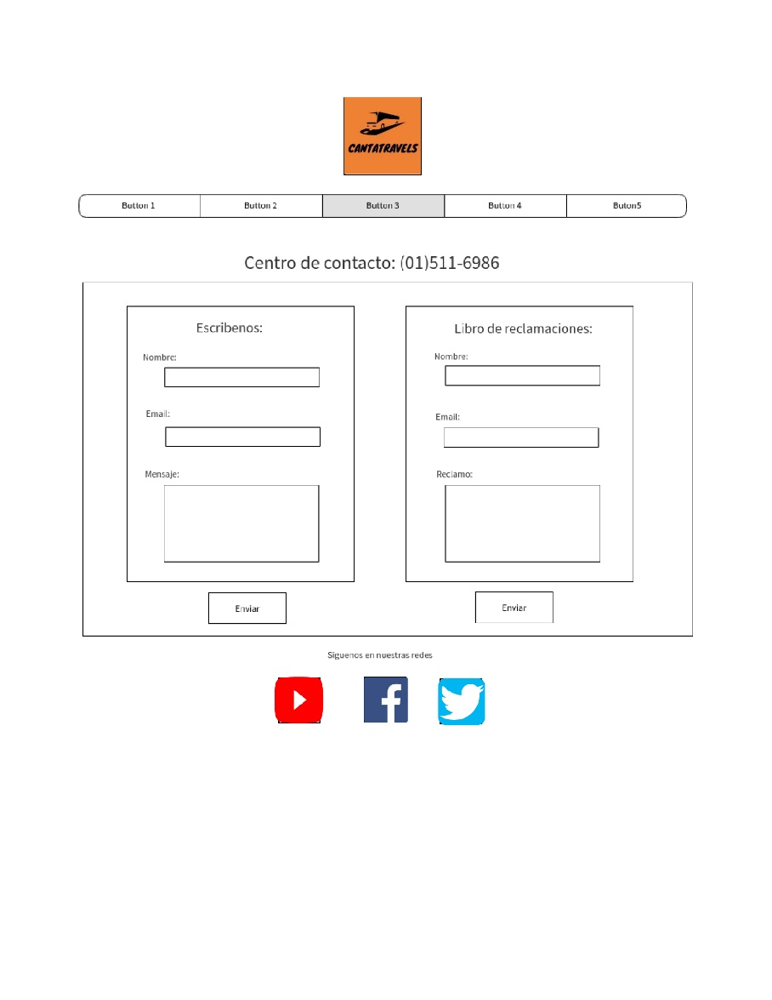 CANTATRAVELS
Button 1 Button 2 Button 3 Button 4 Buton5
Centro de contacto: (01)511-6986
Escribenos:
Nombre:
Email:
Mensaje:
Enviar
Libro de reclamaciones:
Nombre:
Email:
Reclamo:
Enviar
Siguenos en nuestras redes